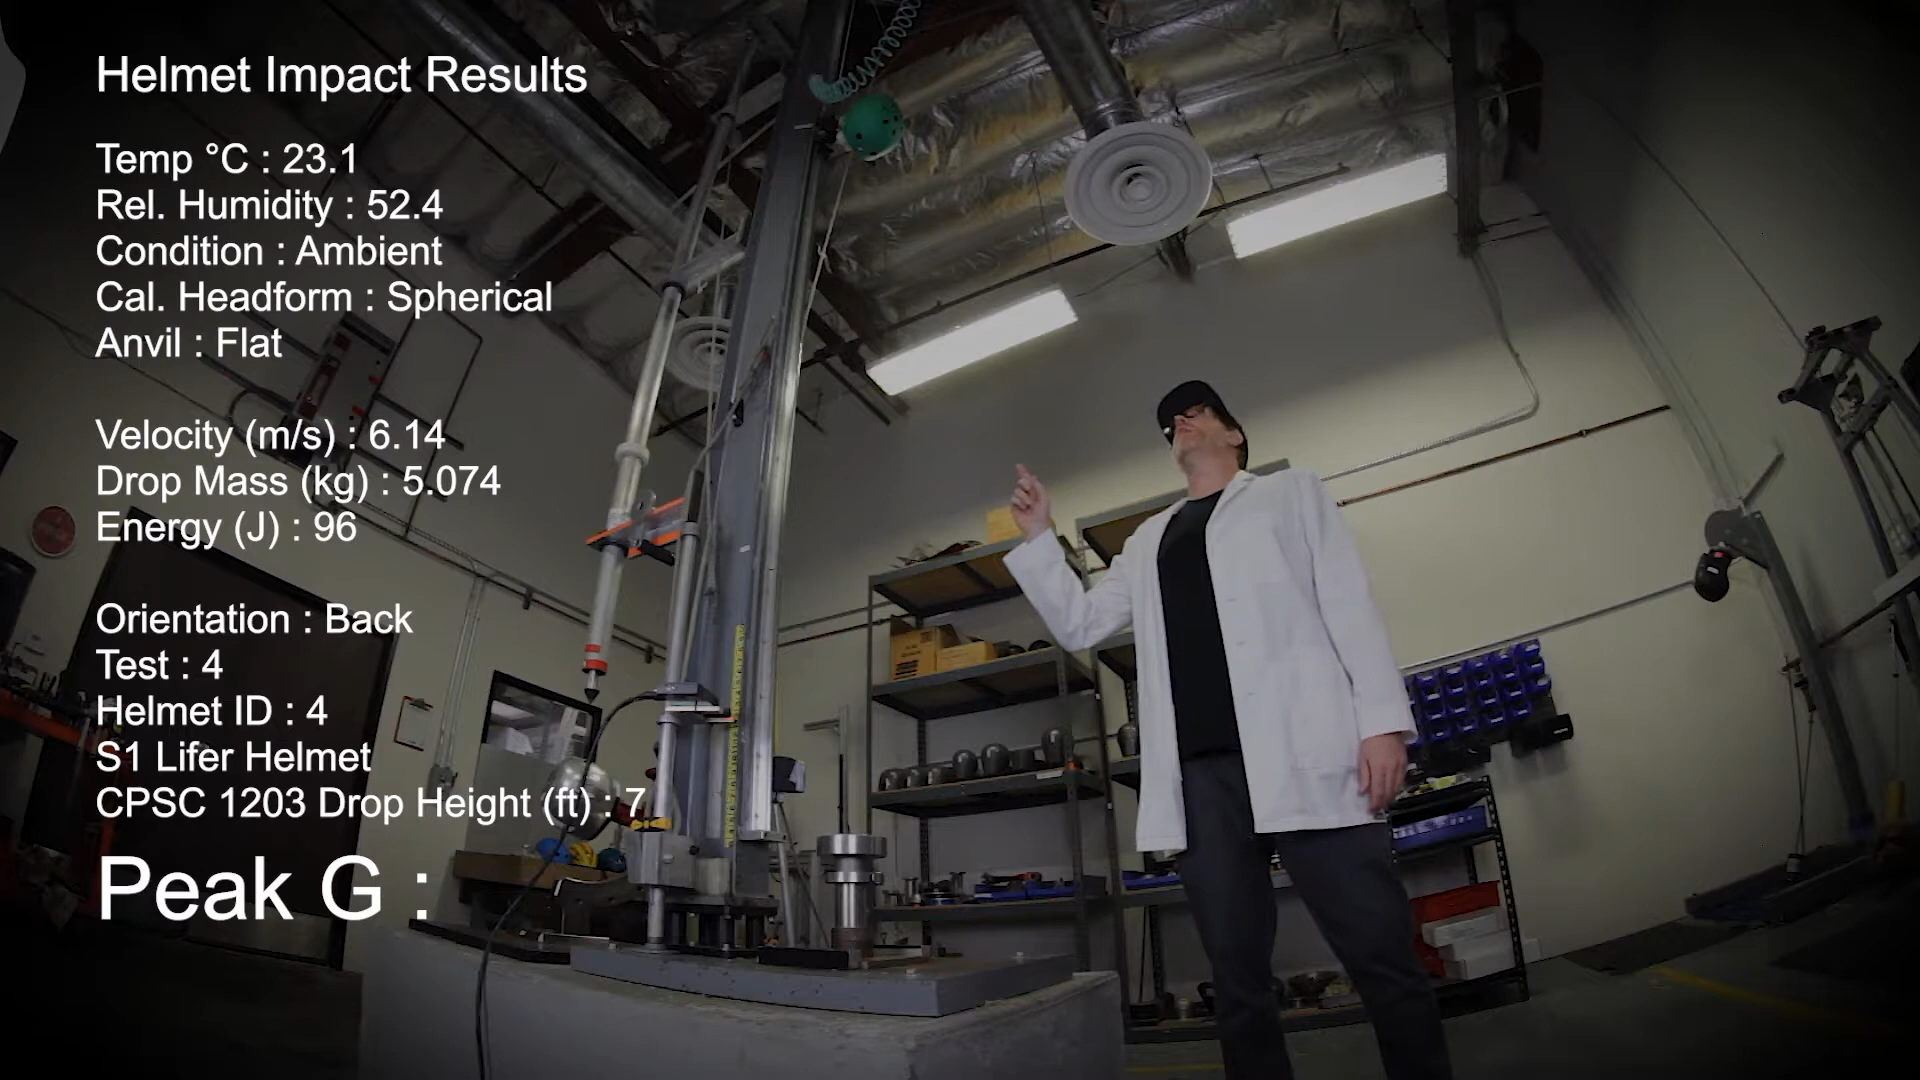 Helmet Impact Results
Temp °C : 23.1
Rel. Humidity : 52.4
Condition : Ambient
Cal. Headform : Spherical
Anvil : Flat
Velocity (m/s) : 6.14
Drop Mass (kg) : 5.074
Energy (J) : 96
Orientation : Back
Test : 4
Helmet ID : 4
S1 Lifer Helmet
CPSC 1203 Drop Height (ft) : 7
Peak G :